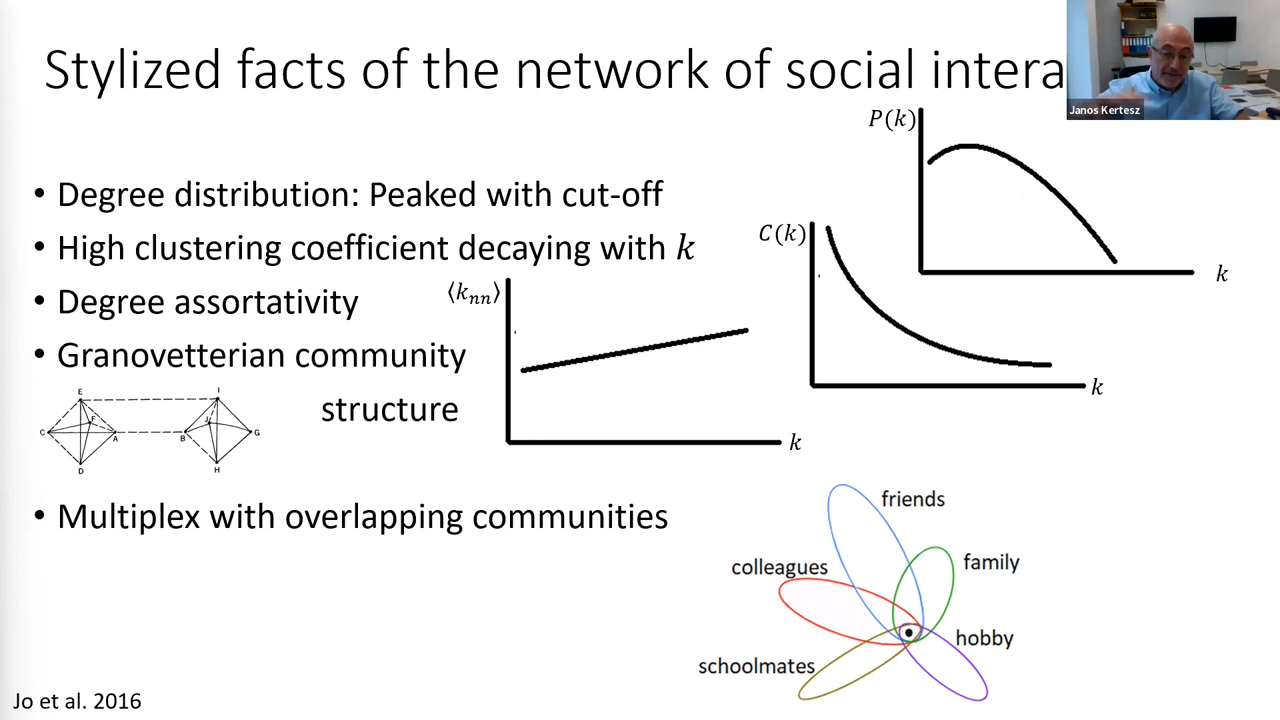 Stylized facts of the network of social intera
Janos Kertesz
P(k)
• Degree distribution: Peaked with cut-off
k
• High clustering coefficient decaying with k
C(k)
• Degree assortativity
⟨k_nn⟩
• Granovetterian community
structure
k
k
E
I
F
J
C
A
B
G
D
H
• Multiplex with overlapping communities
friends
family
colleagues
hobby
schoolmates
Jo et al. 2016